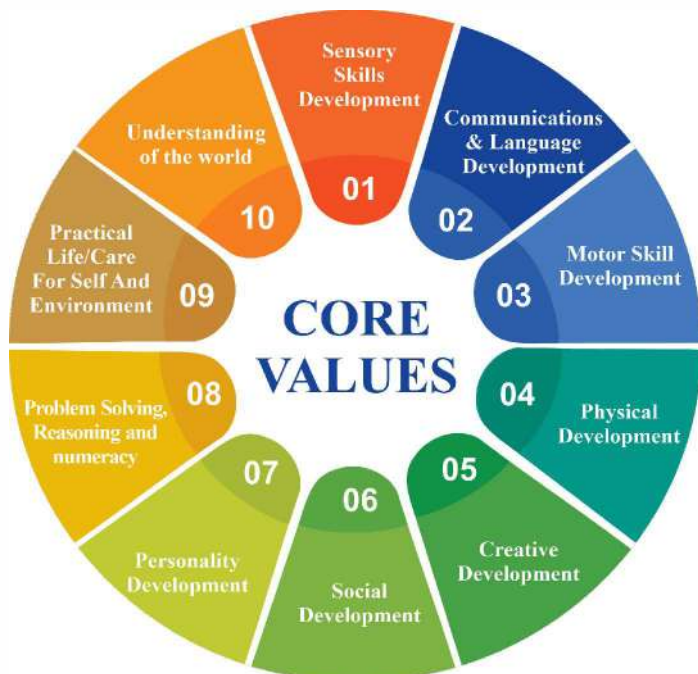 CORE
VALUES
Sensory
Skills
Development
01
Communications
& Language
Development
02
Motor Skill
Development
03
Physical
Development
04
Creative
Development
05
Social
Development
06
Personality
Development
07
Problem Solving,
Reasoning and
numeracy
08
Practical
Life/Care
For Self And
Environment
09
Understanding
of the world
10